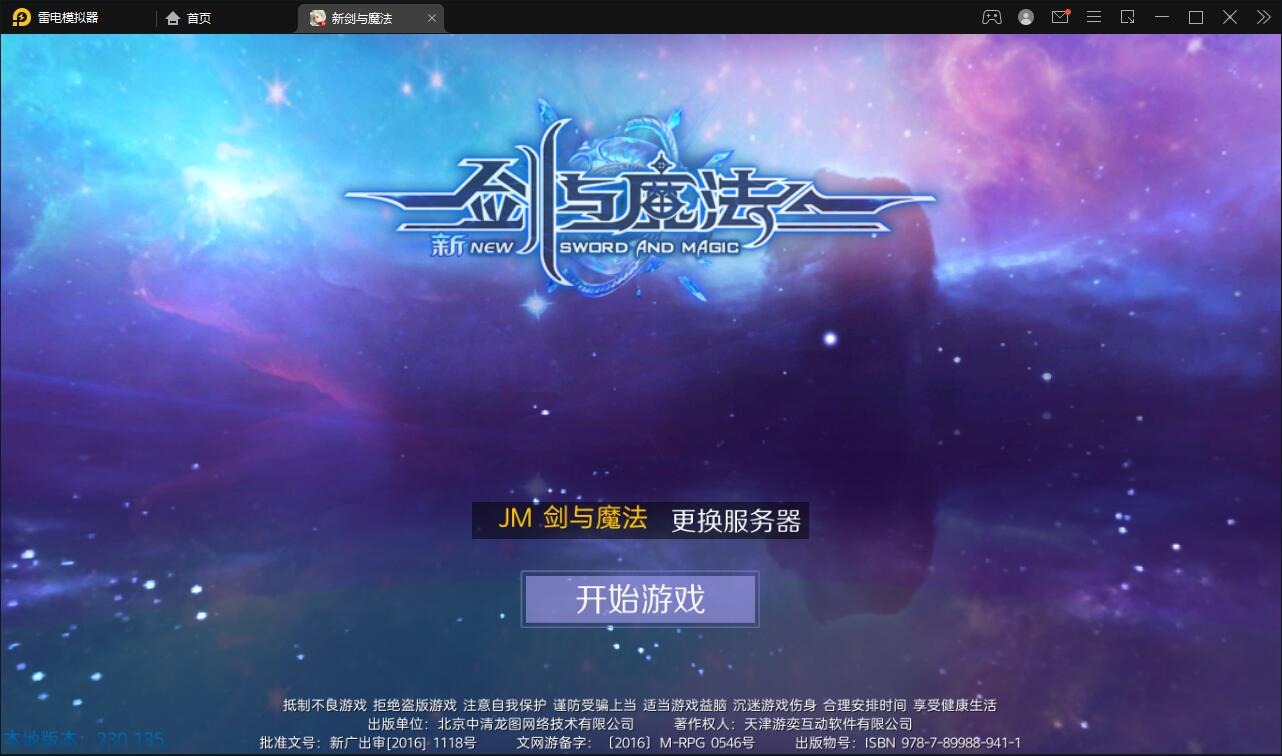 雷电模拟器 首页 新剑与魔法
剑与魔法
新 NEW SWORD AND MAGIC
JM 剑与魔法 更换服务器
开始游戏
抵制不良游戏 拒绝盗版游戏 注意自我保护 谨防受骗上当 适当游戏益脑 沉迷游戏伤身 合理安排时间 享受健康生活
出版单位：北京中清龙图网络技术有限公司 著作权人：天津游奕互动软件有限公司
本地版本：230.135
批准文号：新广出审[2016] 1118号 文网游备字：〔2016〕M-RPG 0546号 出版物号：ISBN 978-7-89988-941-1